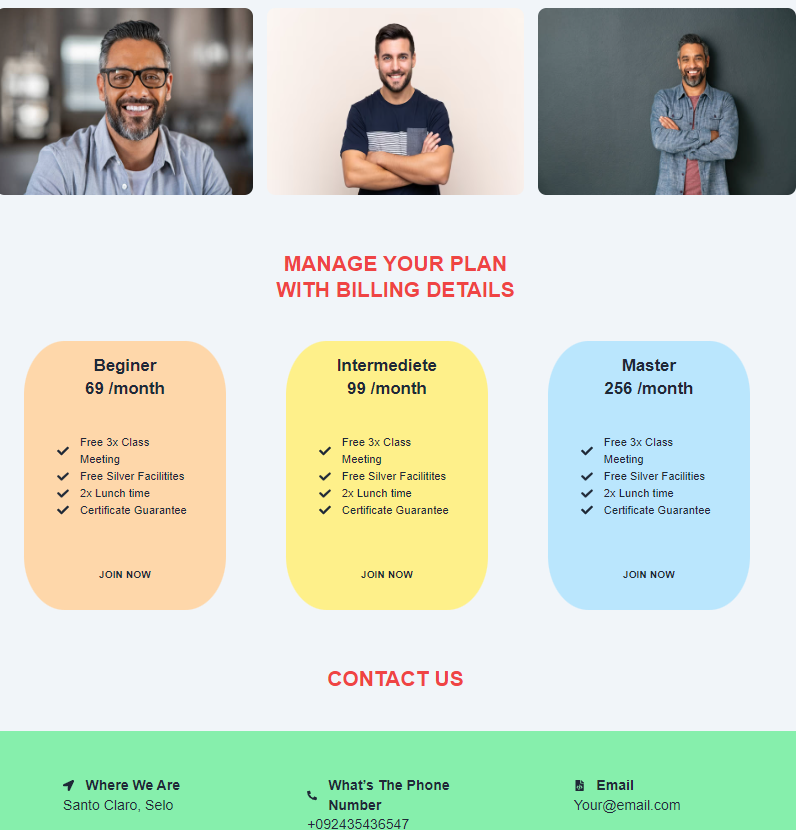 MANAGE YOUR PLAN
WITH BILLING DETAILS
Beginer
69 /month
Free 3x Class
Meeting
Free Silver Facilitites
2x Lunch time
Certificate Guarantee
JOIN NOW
Intermediete
99 /month
Free 3x Class
Meeting
Free Silver Facilitites
2x Lunch time
Certificate Guarantee
JOIN NOW
Master
256 /month
Free 3x Class
Meeting
Free Silver Facilities
2x Lunch time
Certificate Guarantee
JOIN NOW
CONTACT US
Where We Are
Santo Claro, Selo
What's The Phone
Number
+092435436547
Email
Your@email.com